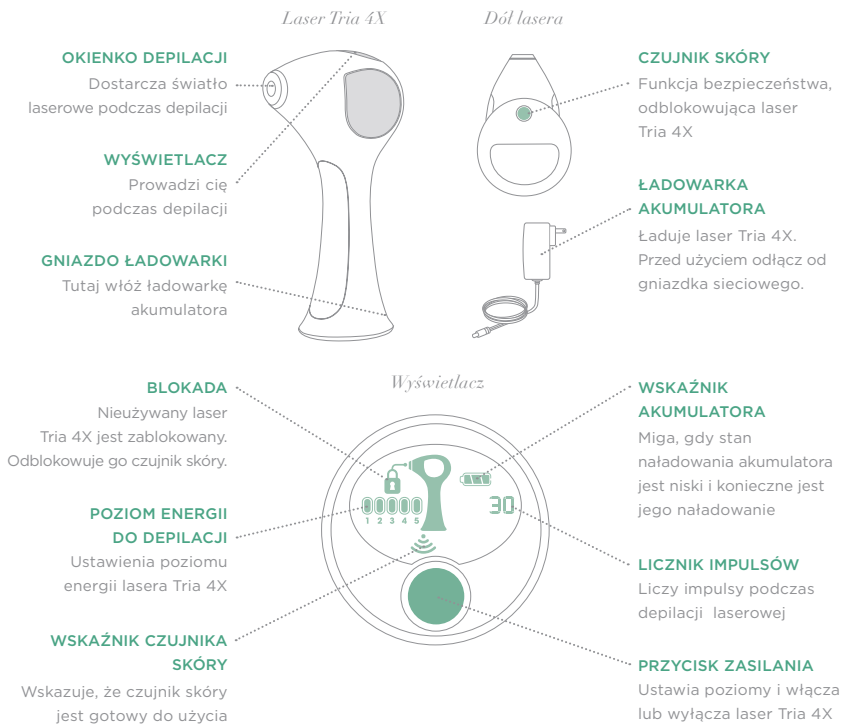 Laser Tria 4X
Dół lasera
OKIENKO DEPILACJI
Dostarcza światło
laserowe podczas depilacji
WYŚWIETLACZ
Prowadzi cię
podczas depilacji
GNIAZDO ŁADOWARKI
Tutaj włóż ładowarkę
akumulatora
CZUJNIK SKÓRY
Funkcja bezpieczeństwa,
odblokowująca laser
Tria 4X
ŁADOWARKA
AKUMULATORA
Ładuje laser Tria 4X.
Przed użyciem odłącz od
gniazdka sieciowego.
Wyświetlacz
BLOKADA
Nieużywany laser
Tria 4X jest zablokowany.
Odblokowuje go czujnik skóry.
POZIOM ENERGII
DO DEPILACJI
Ustawienia poziomu
energii lasera Tria 4X
WSKAŹNIK CZUJNIKA
SKÓRY
Wskazuje, że czujnik skóry
jest gotowy do użycia
30
1 2 3 4 5
WSKAŹNIK
AKUMULATORA
Miga, gdy stan
naładowania akumulatora
jest niski i konieczne jest
jego naładowanie
LICZNIK IMPULSÓW
Liczy impulsy podczas
depilacji laserowej
PRZYCISK ZASILANIA
Ustawia poziomy i włącza
lub wyłącza laser Tria 4X